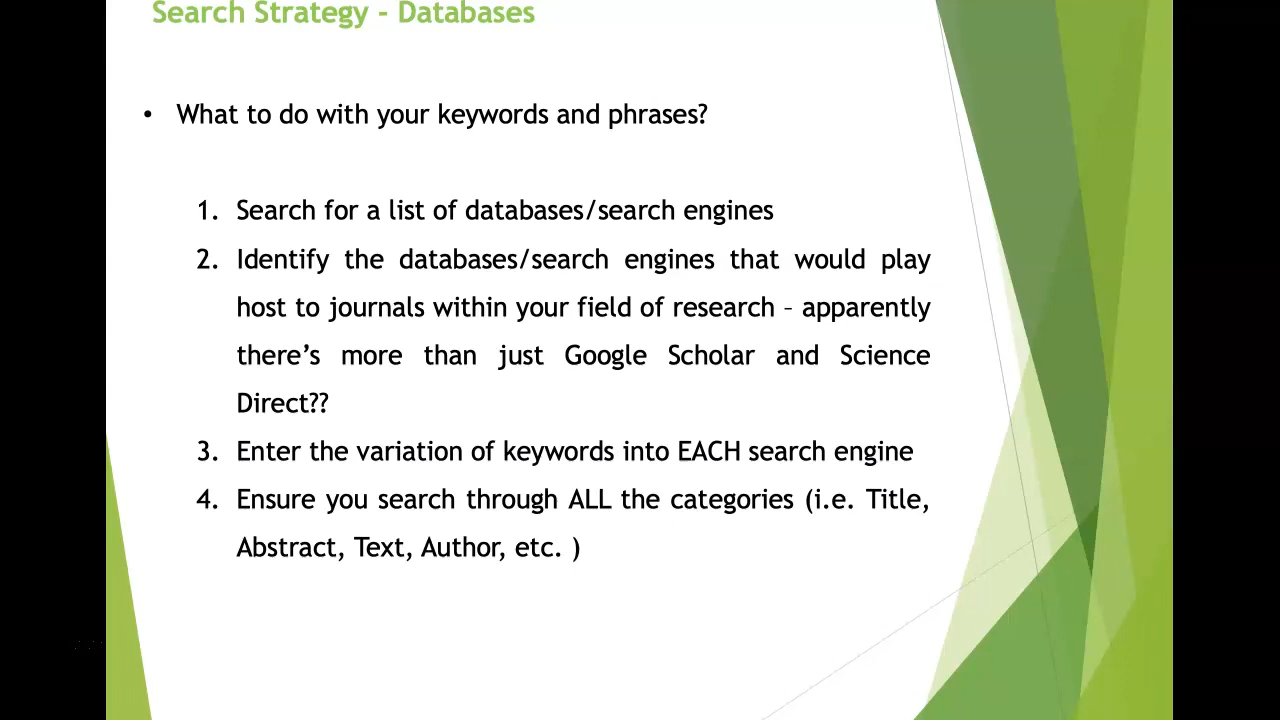 Search Strategy - Databases
• What to do with your keywords and phrases?
1. Search for a list of databases/search engines
2. Identify the databases/search engines that would play
host to journals within your field of research – apparently
there’s more than just Google Scholar and Science
Direct??
3. Enter the variation of keywords into EACH search engine
4. Ensure you search through ALL the categories (i.e. Title,
Abstract, Text, Author, etc. )